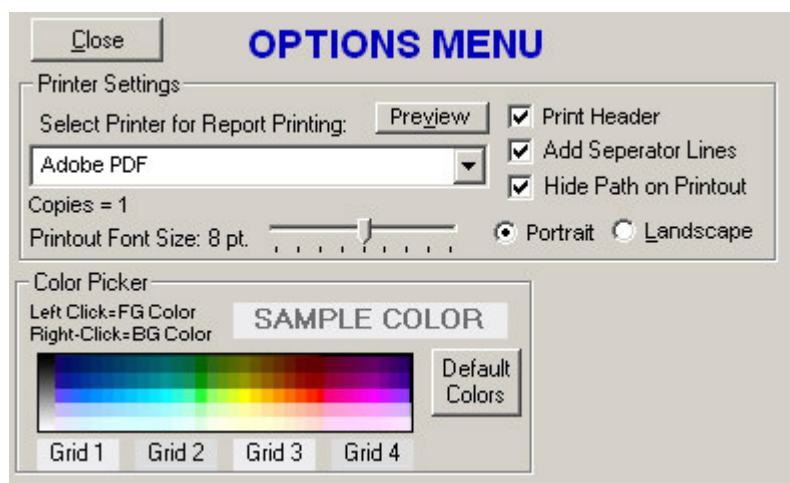 Close
OPTIONS MENU
Printer Settings
Select Printer for Report Printing:
Preview
Print Header
Adobe PDF
Add Seperator Lines
Hide Path on Printout
Copies = 1
Printout Font Size: 8 pt.
Portrait
Landscape
Color Picker
Left Click=FG Color
Right-Click=BG Color
SAMPLE COLOR
Default
Colors
Grid 1
Grid 2
Grid 3
Grid 4